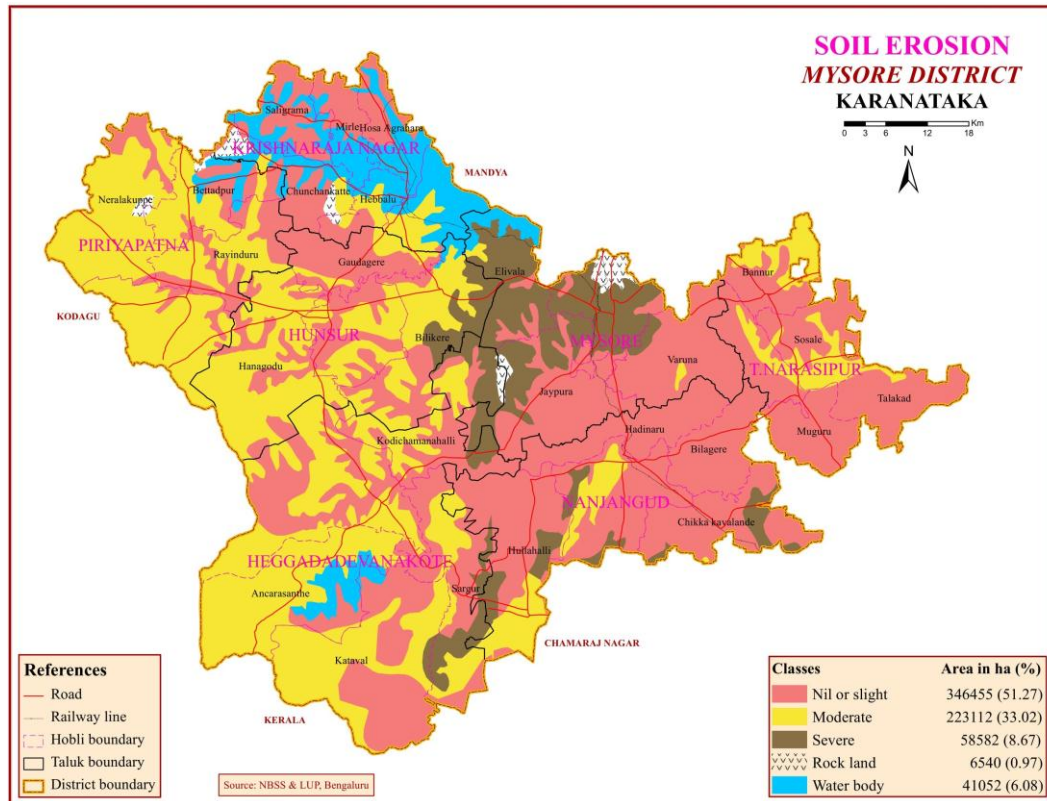 SOIL EROSION
MYSORE DISTRICT
KARANATAKA
0 3 6 12 18 Km
N
Saligrama
Mirle
Hosa Agrahara
KRISHNARAJA NAGAR
MANDYA
Bettadpur
Chunchankatte
Hebbalu
Neralakuppe
PIRIYAPATNA
Ravinduru
Gaudagere
Elivala
Bannur
KODAGU
HUNSUR
Bilikere
MYSORE
Sosale
Varuna
T.NARASIPUR
Hanagodu
Jaypura
Talakad
Kodichamanahalli
Hadinaru
Muguru
Bilagere
NANJANGUD
Chikka kayalande
Hullahalli
HEGGADADEVANAKOTE
Ancarasanthe
Sargur
CHAMARAJ NAGAR
Kataval
KERALA
References
Road
Railway line
Hobli boundary
Taluk boundary
District boundary
Source: NBSS & LUP, Bengaluru
Classes Area in ha (%)
Nil or slight 346455 (51.27)
Moderate 223112 (33.02)
Severe 58582 (8.67)
Rock land 6540 (0.97)
Water body 41052 (6.08)